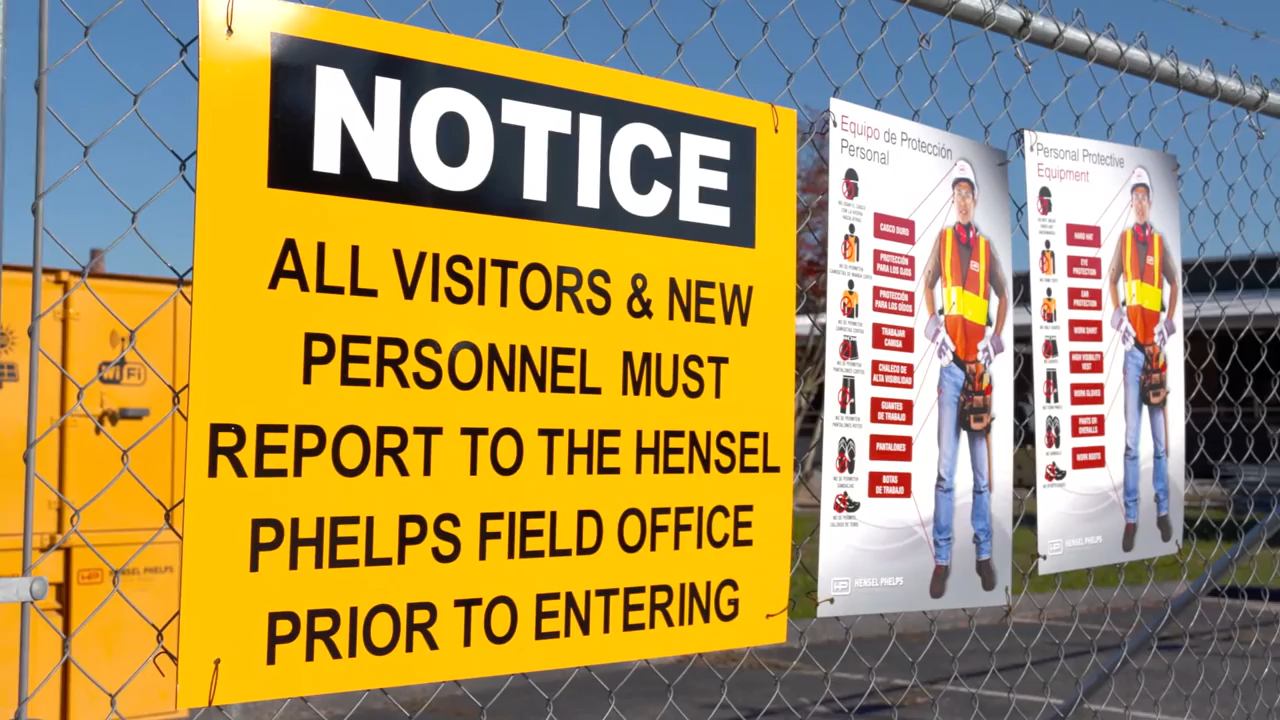 NOTICE
ALL VISITORS & NEW
PERSONNEL MUST
REPORT TO THE HENSEL
PHELPS FIELD OFFICE
PRIOR TO ENTERING
Equipo de Protección
Personal
CASCO DURO
PROTECCIÓN
PARA LOS OJOS
PROTECCIÓN
PARA LOS OÍDOS
TRABAJAR
CAMISA
CHALECO DE
ALTA VISIBILIDAD
GUANTES
DE TRABAJO
PANTALONES
BOTAS
DE TRABAJO
HP HENSEL PHELPS
Personal Protective
Equipment
HARD HAT
EYE
PROTECTION
EAR
PROTECTION
WORK SHIRT
HIGH VISIBILITY
VEST
WORK GLOVES
PANTS OR
OVERALLS
WORK BOOTS
HP HENSEL PHELPS
WiFi
HP HENSEL PHELPS